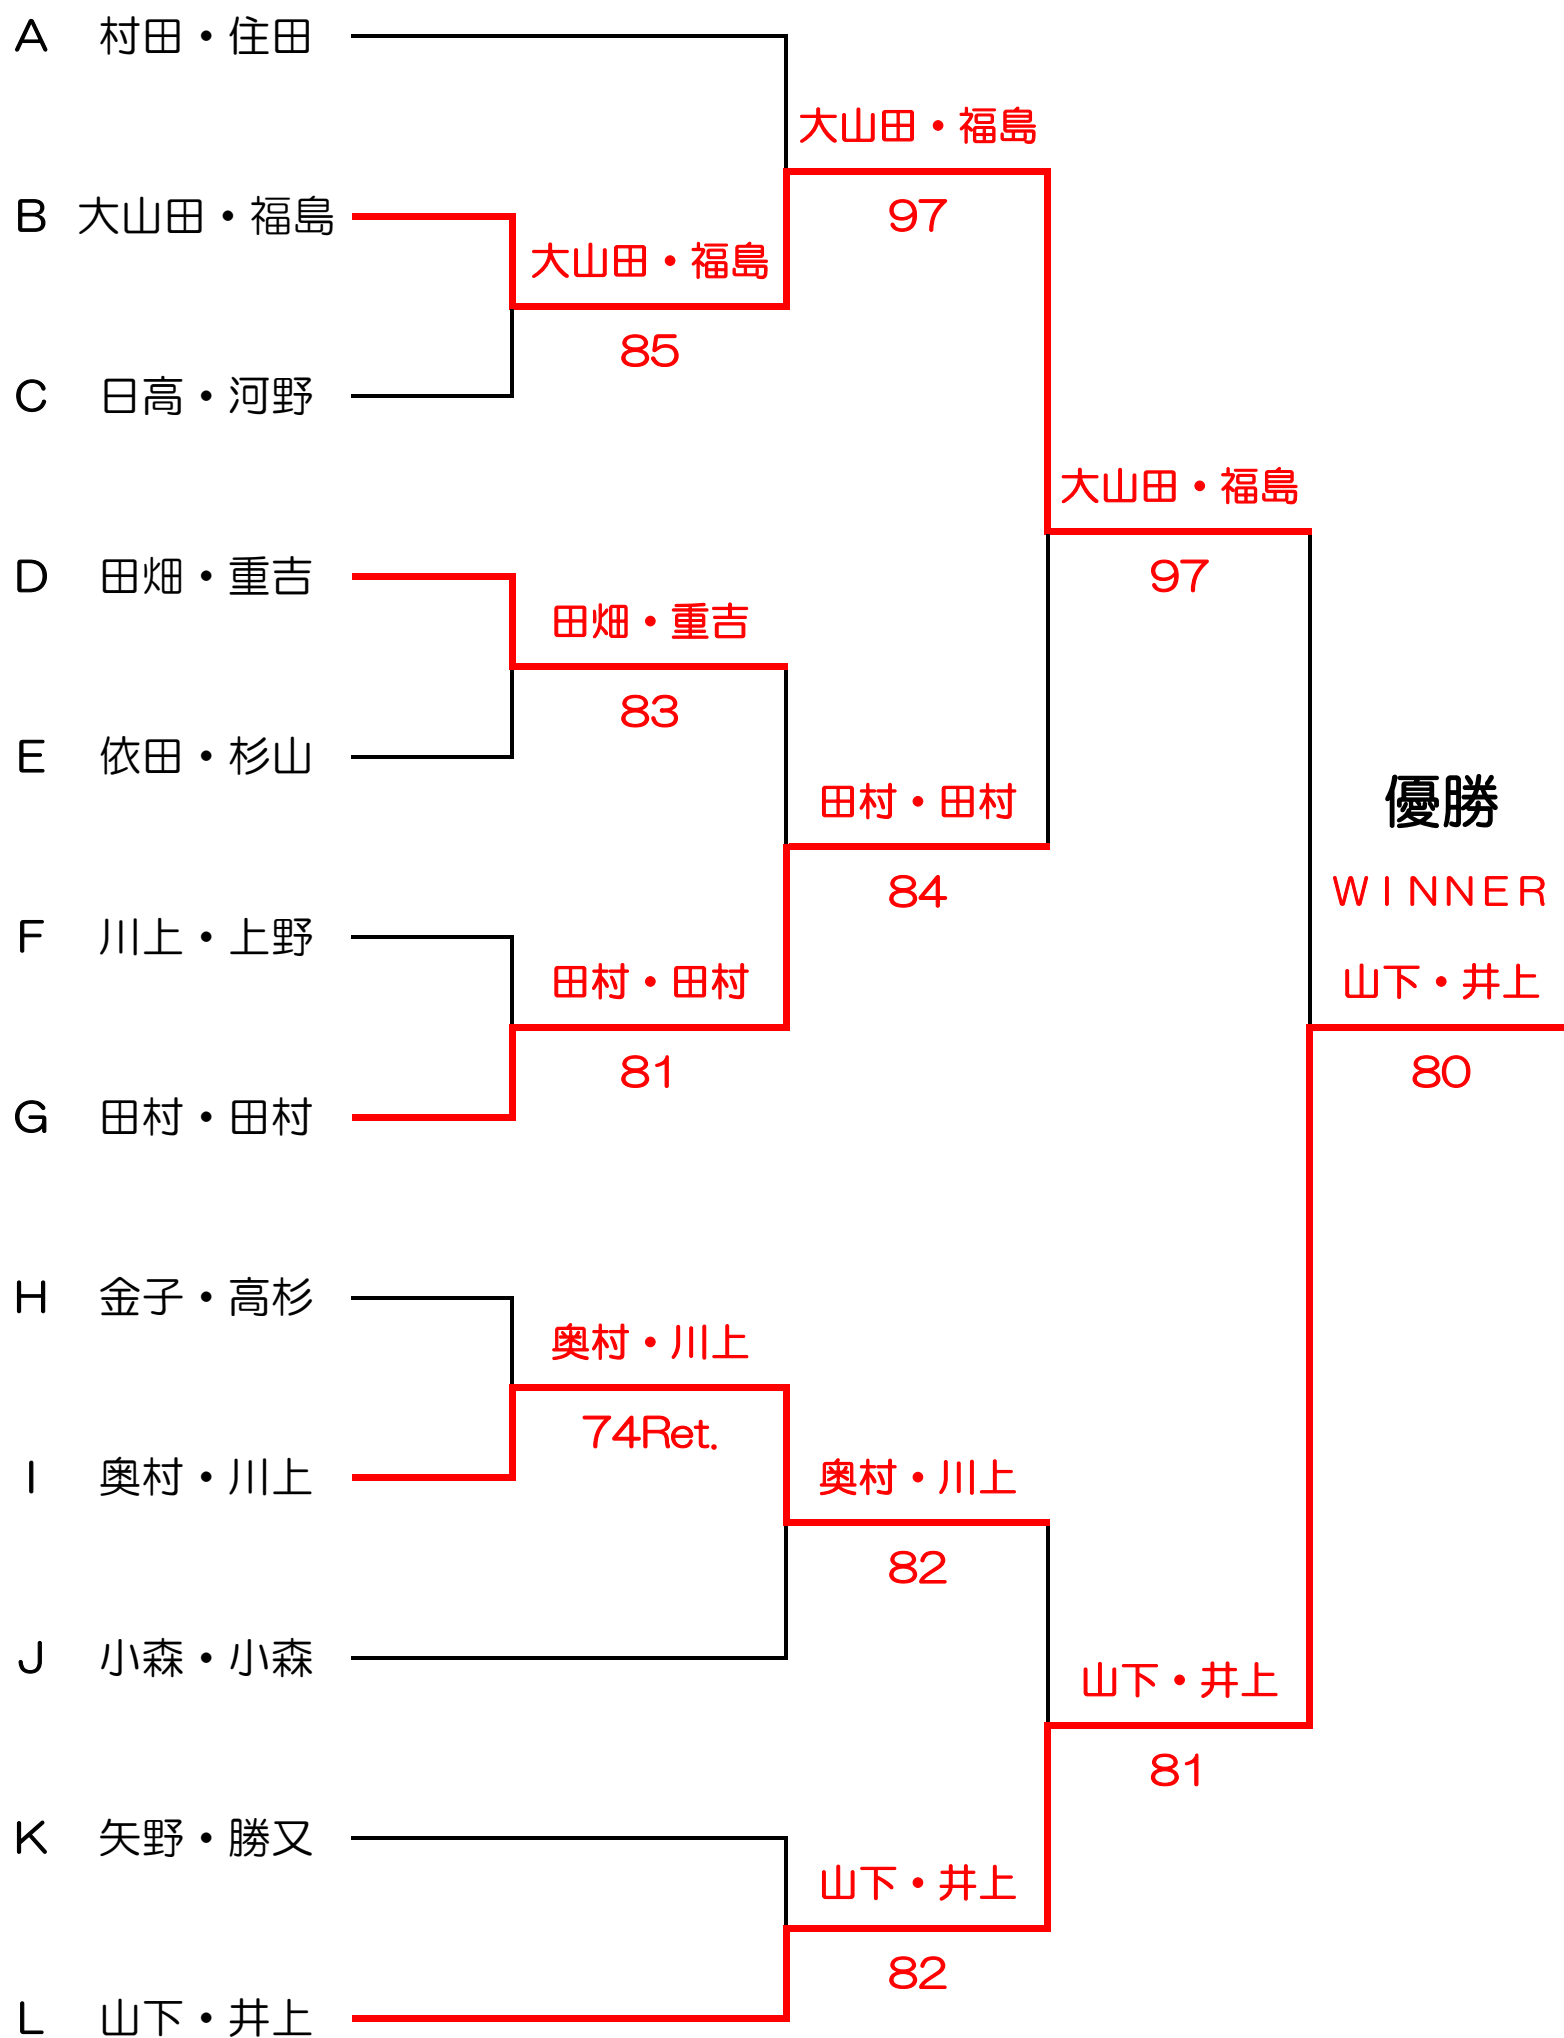 A 村田・住田
大山田・福島
97
B 大山田・福島
大山田・福島
85
C 日高・河野
大山田・福島
97
D 田畑・重吉
田畑・重吉
83
E 依田・杉山
田村・田村
84
優勝
WINNER
F 川上・上野
田村・田村
81
山下・井上
80
G 田村・田村
H 金子・高杉
奥村・川上
74Ret.
I 奥村・川上
奥村・川上
82
J 小森・小森
山下・井上
81
K 矢野・勝又
山下・井上
82
L 山下・井上